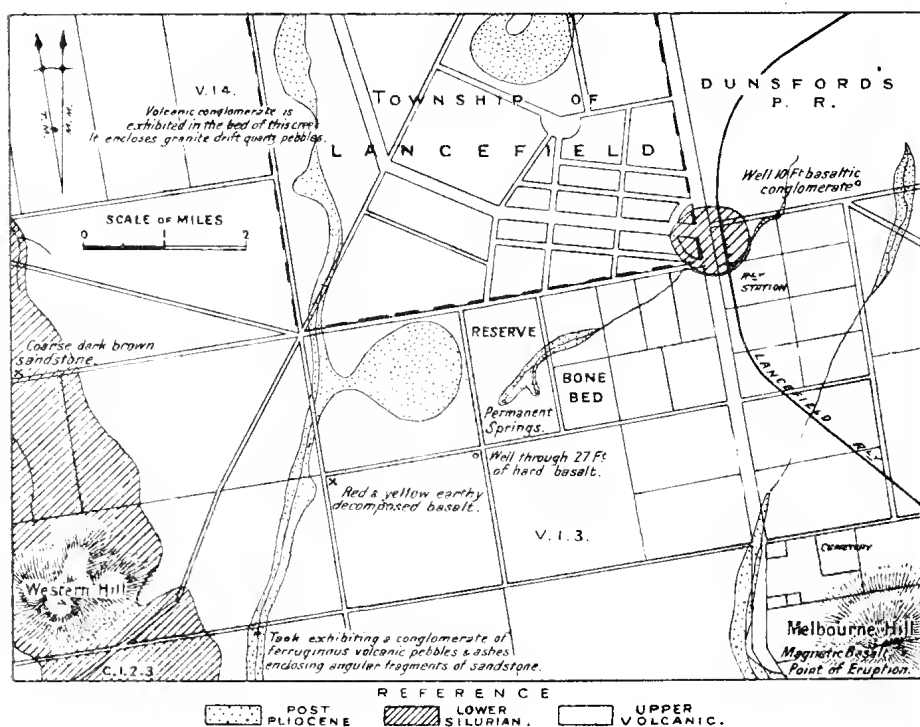 V.14.
Volcanic conglomerate is
exhibited in the bed of this creek
It encloses granite drift quartz pebbles.
TOWNSHIP OF
LANCEFIELD
DUNSFORD'S
P. R.
Well 10 Ft basaltic
conglomerate
SCALE OF MILES
0 1 2
RLY
STATION
Coarse dark brown
sandstone.
RESERVE
BONE
BED
LANCEFIELD RLY
Permanent
Springs.
Well through 27 Ft
of hard basalt.
Red & yellow earthy
decomposed basalt.
V.1.3.
CEMETERY
Western Hill
Melbourne Hill
Magnetic Basalt
Point of Eruption.
Tank exhibiting a conglomerate of
ferruginous volcanic pebbles & ashes
enclosing angular fragments of sandstone.
C.1.2.3
REFERENCE
POST
PLIOCENE
LOWER
SILURIAN.
UPPER
VOLCANIC.